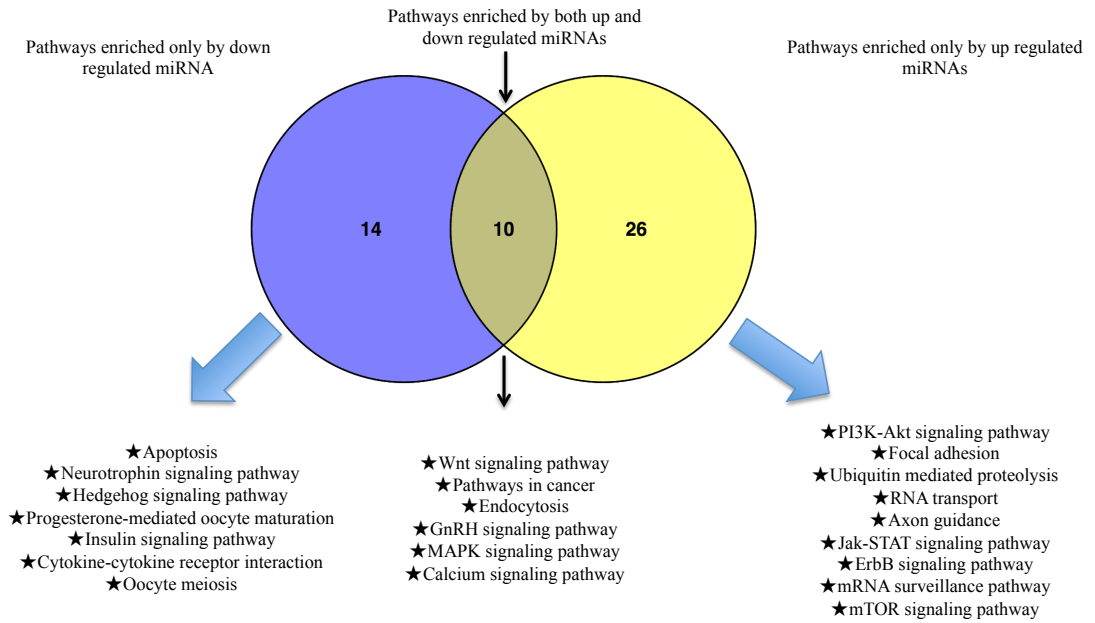 Pathways enriched only by down
regulated miRNA
Pathways enriched by both up and
down regulated miRNAs
Pathways enriched only by up regulated
miRNAs
14
10
26
★Apoptosis
★Neurotrophin signaling pathway
★Hedgehog signaling pathway
★Progesterone-mediated oocyte maturation
★Insulin signaling pathway
★Cytokine-cytokine receptor interaction
★Oocyte meiosis
★Wnt signaling pathway
★Pathways in cancer
★Endocytosis
★GnRH signaling pathway
★MAPK signaling pathway
★Calcium signaling pathway
★PI3K-Akt signaling pathway
★Focal adhesion
★Ubiquitin mediated proteolysis
★RNA transport
★Axon guidance
★Jak-STAT signaling pathway
★ErbB signaling pathway
★mRNA surveillance pathway
★mTOR signaling pathway